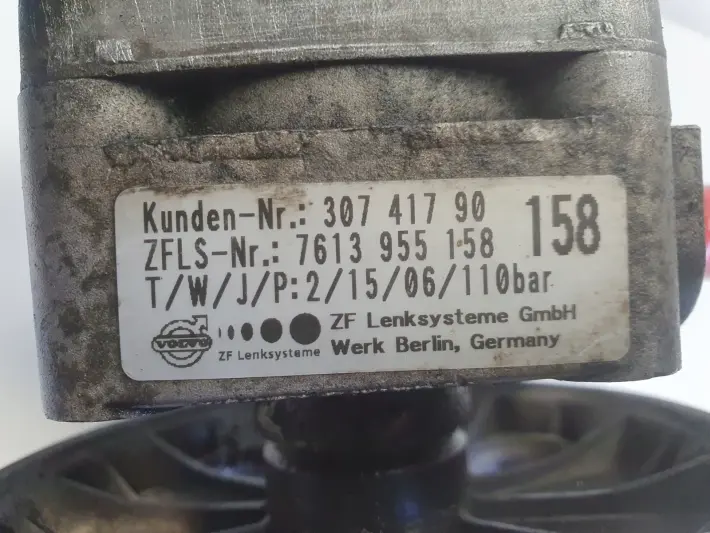 Kunden-Nr.: 307 417 90
158
ZFLS-Nr.: 7613 955 158
T/W/J/P:2/15/06/110bar
VOLVO
ZF Lenksysteme
ZF Lenksysteme GmbH
Werk Berlin, Germany